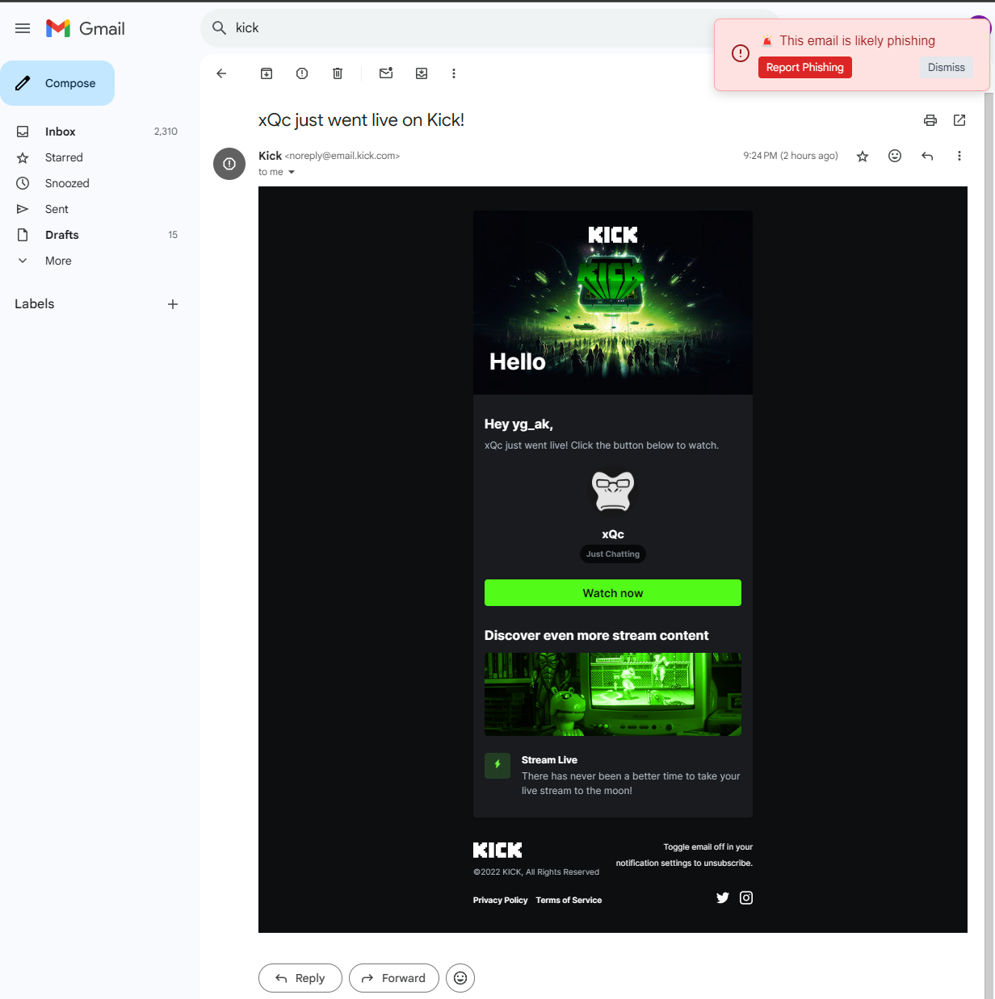 Gmail
kick
This email is likely phishing
Report Phishing
Dismiss
Compose
Inbox 2,310
Starred
Snoozed
Sent
Drafts 15
More
Labels
xQc just went live on Kick!
Kick <noreply@email.kick.com>
9:24 PM (2 hours ago)
to me
KICK
KICK
Hello
Hey yg_ak,
xQc just went live! Click the button below to watch.
xQc
Just Chatting
Watch now
Discover even more stream content
Stream Live
There has never been a better time to take your
live stream to the moon!
KICK
©2022 KICK, All Rights Reserved
Toggle email off in your
notification settings to unsubscribe.
Privacy Policy Terms of Service
Reply
Forward